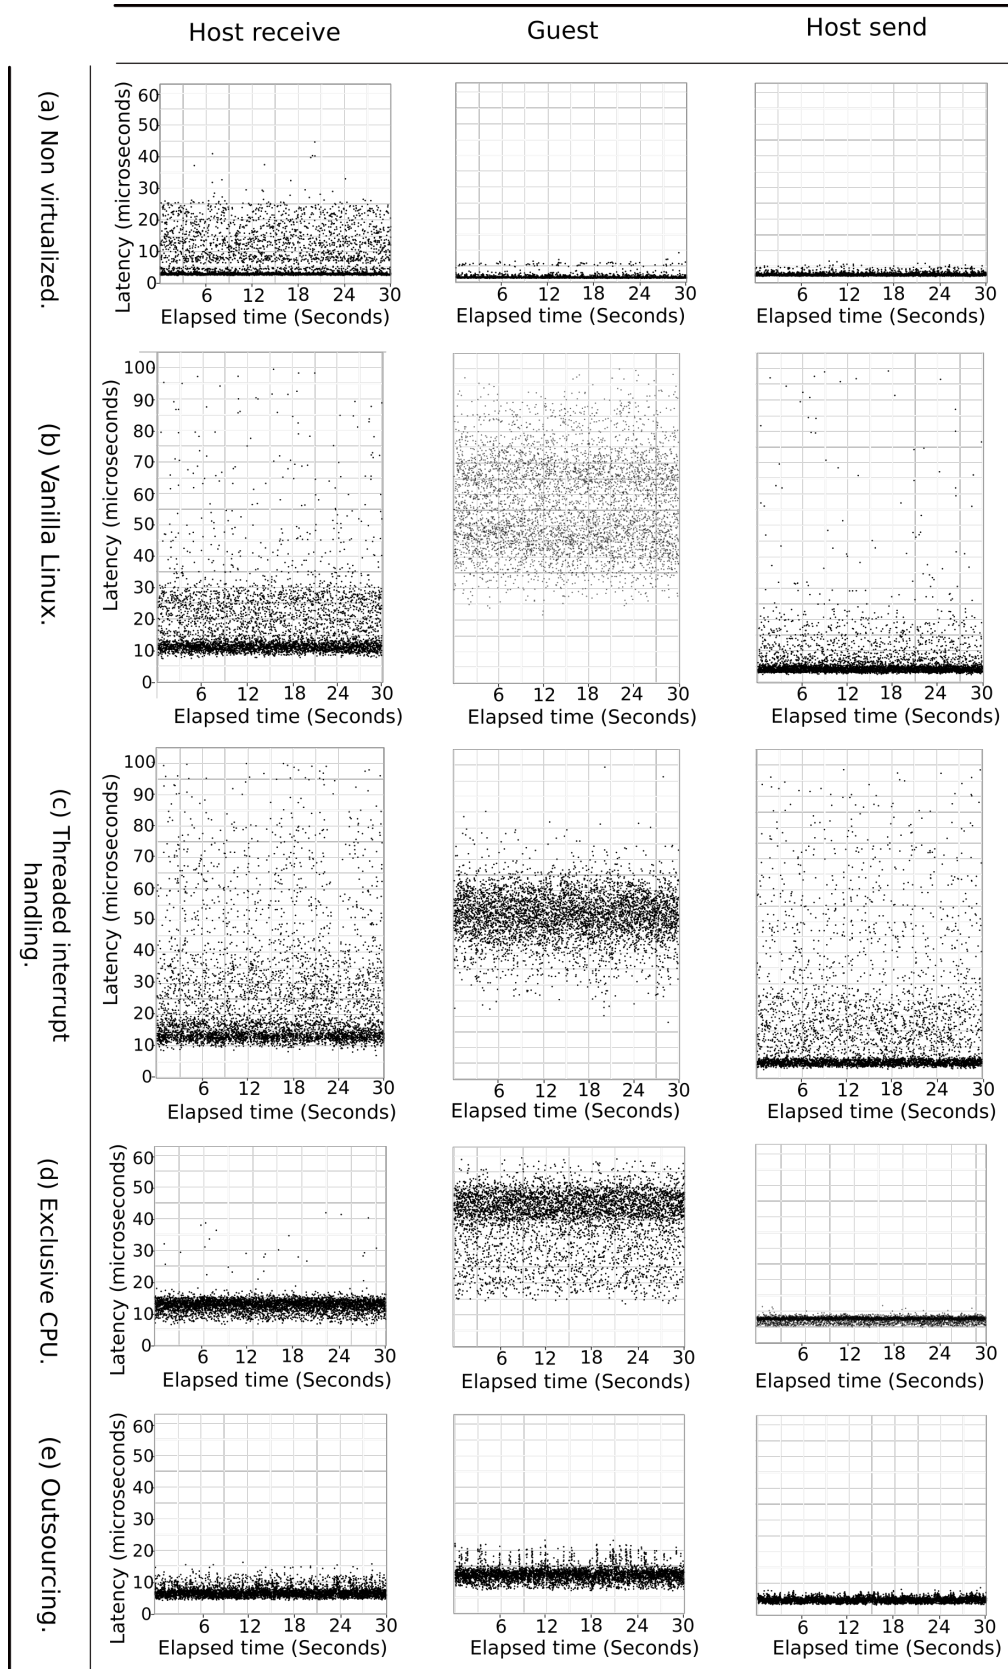 Host receive
Guest
Host send
(a) Non virtualized.
Latency (microseconds)
60
50
40
30
20
10
0
6 12 18 24 30
Elapsed time (Seconds)
6 12 18 24 30
Elapsed time (Seconds)
6 12 18 24 30
Elapsed time (Seconds)
(b) Vanilla Linux.
Latency (microseconds)
100
90
80
70
60
50
40
30
20
10
0
6 12 18 24 30
Elapsed time (Seconds)
6 12 18 24 30
Elapsed time (Seconds)
6 12 18 24 30
Elapsed time (Seconds)
(c) Threaded interrupt
handling.
Latency (microseconds)
100
90
80
70
60
50
40
30
20
10
0
6 12 18 24 30
Elapsed time (Seconds)
6 12 18 24 30
Elapsed time (Seconds)
6 12 18 24 30
Elapsed time (Seconds)
(d) Exclusive CPU.
Latency (microseconds)
60
50
40
30
20
10
0
6 12 18 24 30
Elapsed time (Seconds)
6 12 18 24 30
Elapsed time (Seconds)
6 12 18 24 30
Elapsed time (Seconds)
(e) Outsourcing.
Latency (microseconds)
60
50
40
30
20
10
0
6 12 18 24 30
Elapsed time (Seconds)
6 12 18 24 30
Elapsed time (Seconds)
6 12 18 24 30
Elapsed time (Seconds)